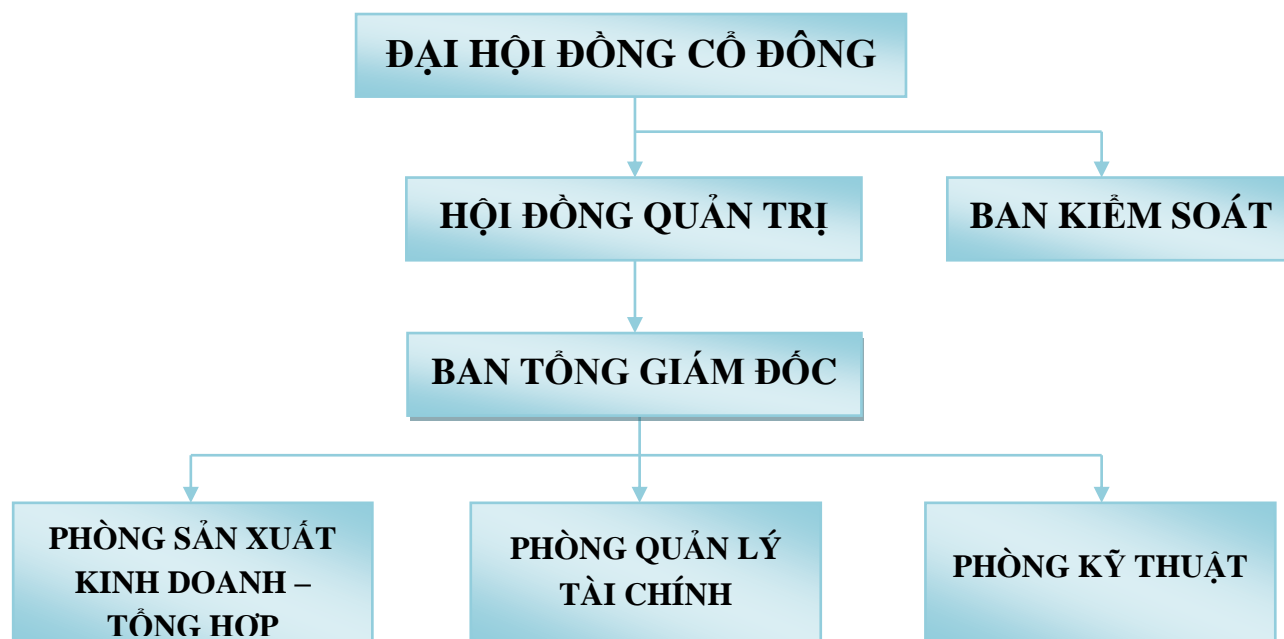 ĐẠI HỘI ĐỒNG CỔ ĐÔNG
HỘI ĐỒNG QUẢN TRỊ
BAN KIỂM SOÁT
BAN TỔNG GIÁM ĐỐC
PHÒNG SẢN XUẤT
KINH DOANH –
TỔNG HỢP
PHÒNG QUẢN LÝ
TÀI CHÍNH
PHÒNG KỸ THUẬT